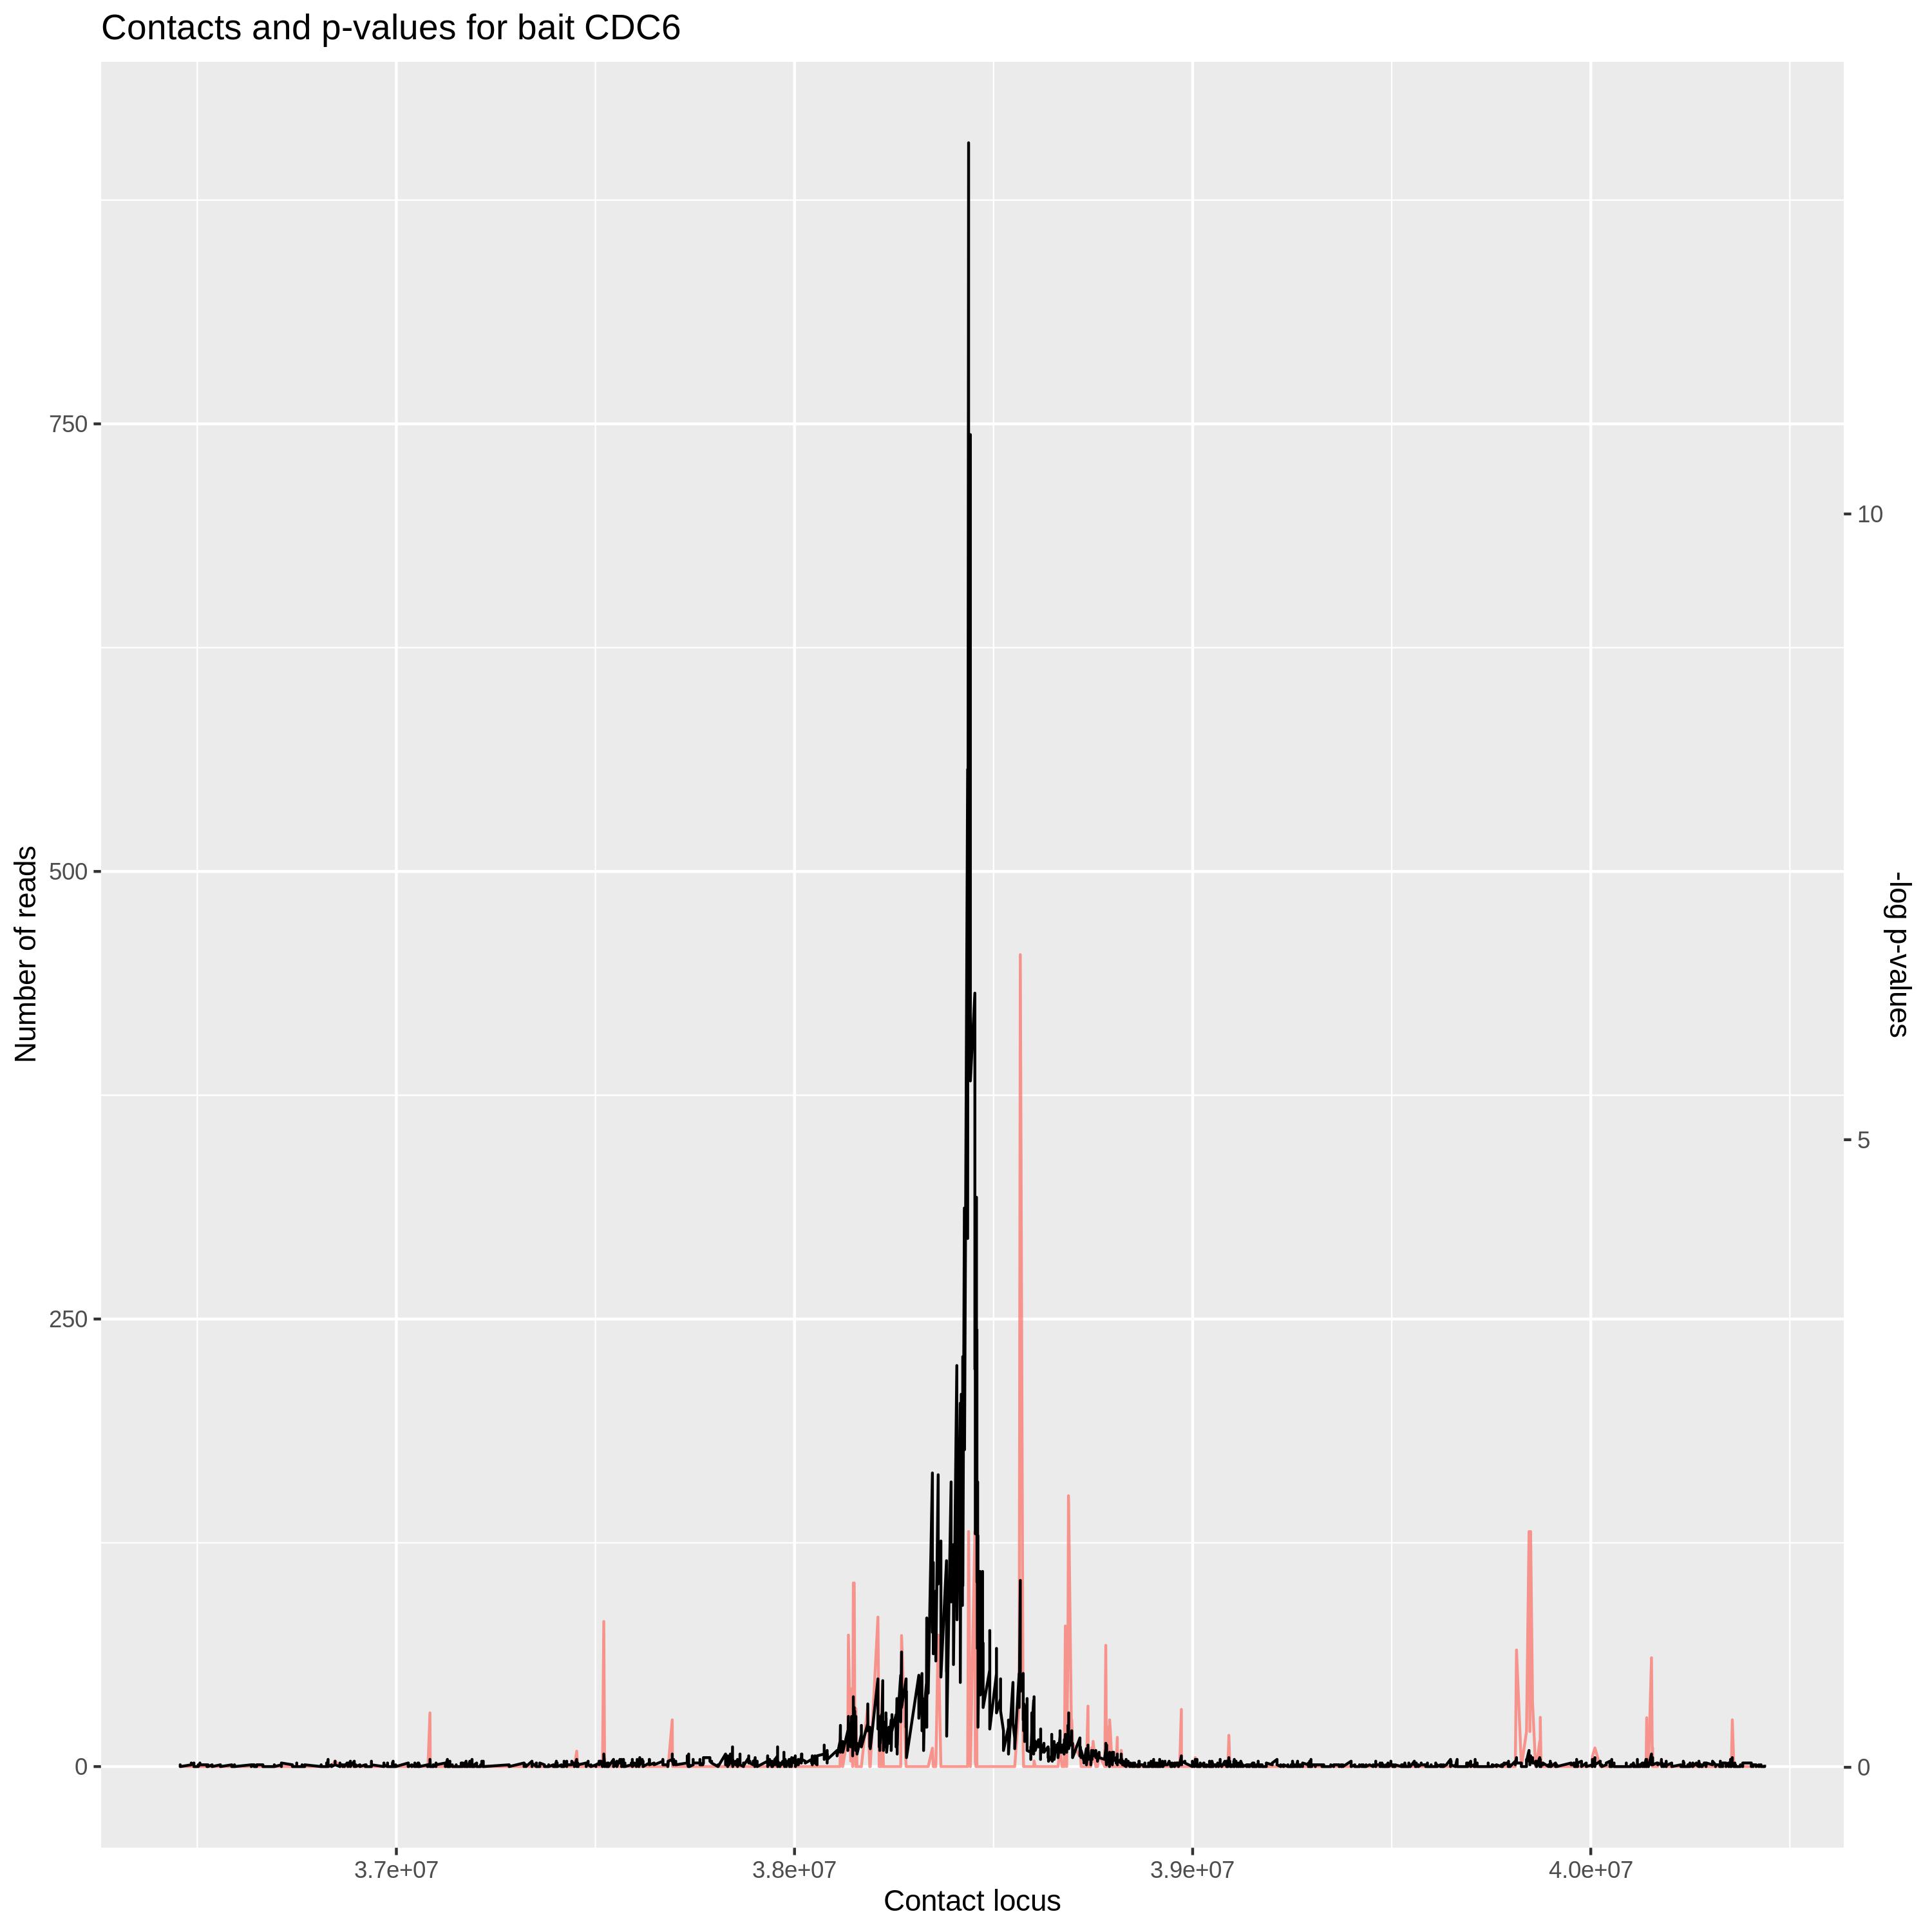 Contacts and p-values for bait CDC6
750
500
250
0
10
5
0
Number of reads
-log p-values
3.7e+07
3.8e+07
3.9e+07
4.0e+07
Contact locus